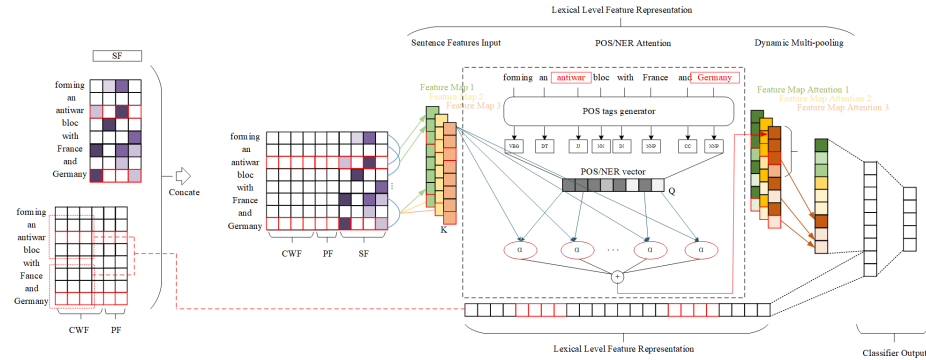 Lexical Level Feature Representation
Sentence Features Input
POS/NER Attention
Dynamic Multi-pooling
SF
forming
an
antiwar
bloc
with
France
and
Germany
Concate
forming
an
antiwar
bloc
with
Fance
and
Germany
CWF
PF
forming
an
antiwar
bloc
with
France
and
Germany
CWF
PF
SF
Feature Map 1
Feature Map 2
Feature Map 3
K
forming an antiwar bloc with France and Germany
POS tags generator
VBG
DT
JJ
NN
IN
NNP
CC
NNP
POS/NER vector
Q
α
α
...
α
α
+
Feature Map Attention 1
Feature Map Attention 2
Feature Map Attention 3
Lexical Level Feature Representation
Classifier Output